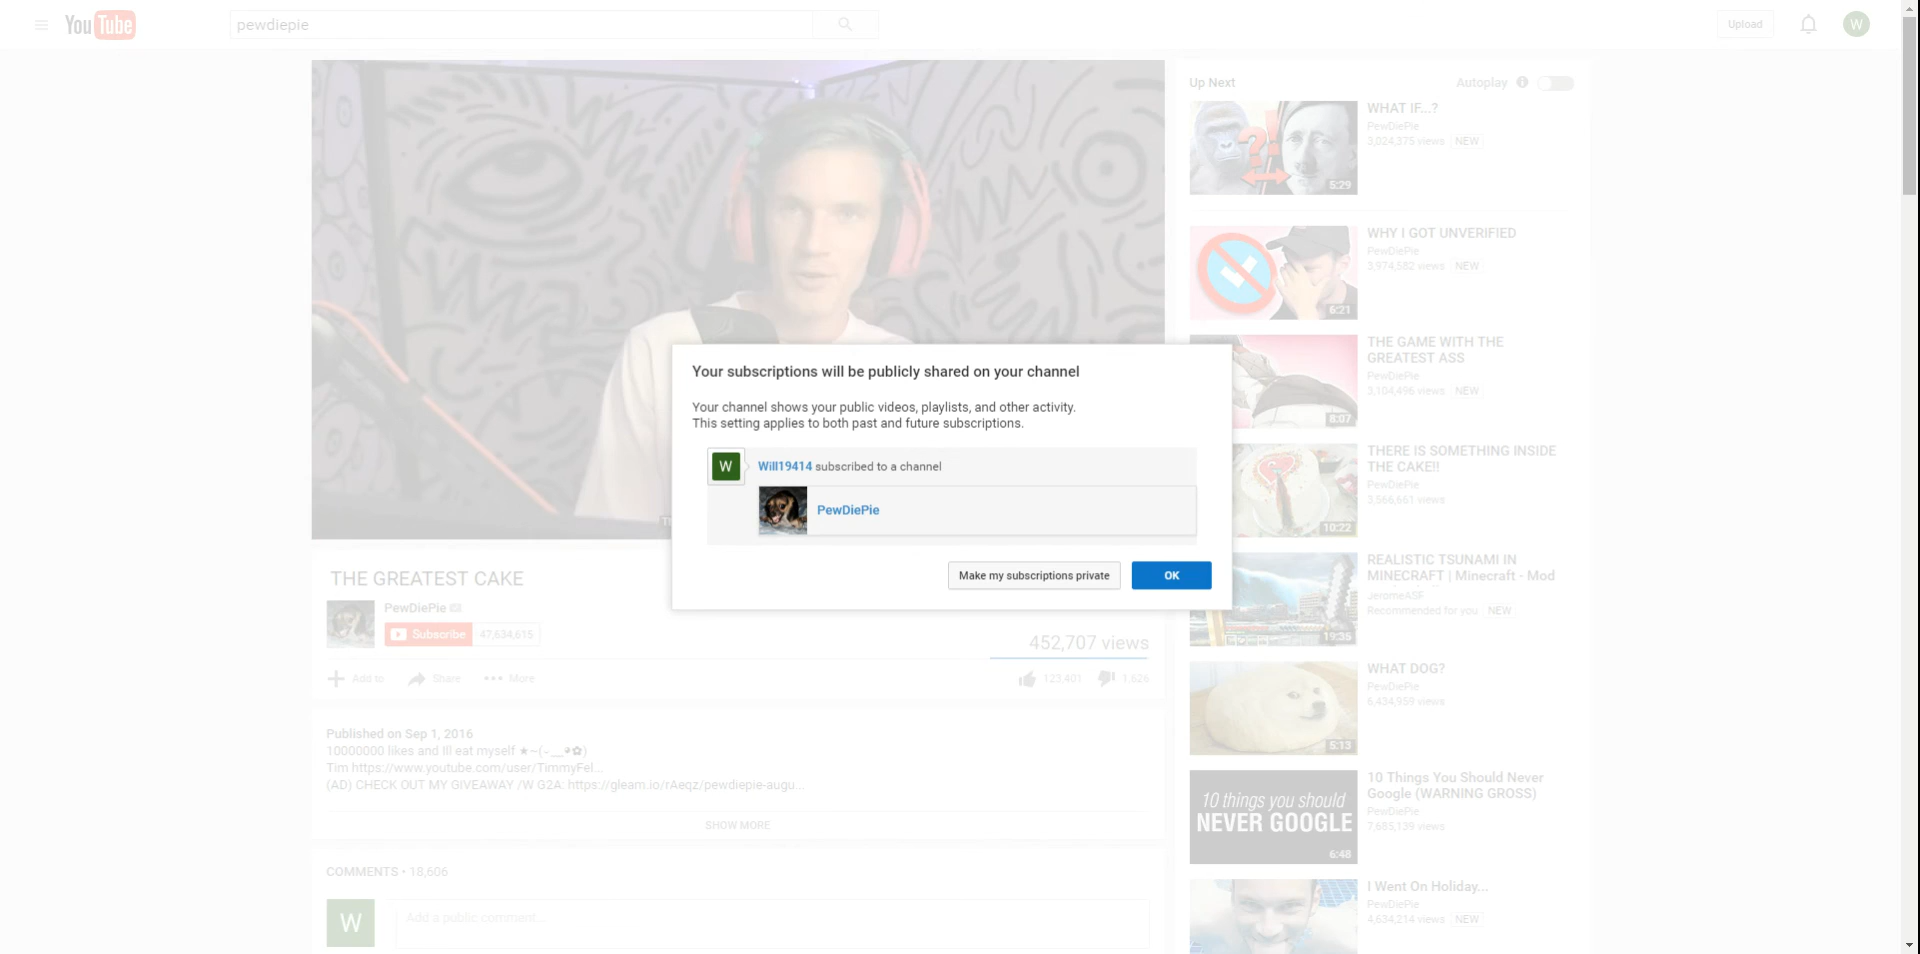 YouTube
pewdiepie
Upload
W
Up Next
Autoplay
WHAT IF...?
PewDiePie
3,024,375 views NEW
?!
5:29
WHY I GOT UNVERIFIED
PewDiePie
3,974,582 views NEW
6:21
THE GAME WITH THE
GREATEST ASS
PewDiePie
3,104,496 views NEW
8:07
THERE IS SOMETHING INSIDE
THE CAKE!!
PewDiePie
3,566,661 views
10:22
REALISTIC TSUNAMI IN
MINECRAFT | Minecraft - Mod
JeromeASF
Recommended for you NEW
19:35
WHAT DOG?
PewDiePie
6,434,959 views
5:13
10 Things You Should Never
Google (WARNING GROSS)
PewDiePie
7,685,139 views
10 things you should
NEVER GOOGLE
6:48
I Went On Holiday...
PewDiePie
4,634,214 views NEW
Your subscriptions will be publicly shared on your channel
Your channel shows your public videos, playlists, and other activity.
This setting applies to both past and future subscriptions.
W
Will19414 subscribed to a channel
PewDiePie
Make my subscriptions private
OK
THE GREATEST CAKE
PewDiePie
Subscribe 47,634,615
452,707 views
Add to Share More
123,401 1,626
Published on Sep 1, 2016
10000000 likes and Ill eat myself
Tim https://www.youtube.com/user/TimmyFel...
(AD) CHECK OUT MY GIVEAWAY /W G2A: https://gleam.io/rAeqz/pewdiepie-augu...
SHOW MORE
COMMENTS • 18,606
W
Add a public comment...